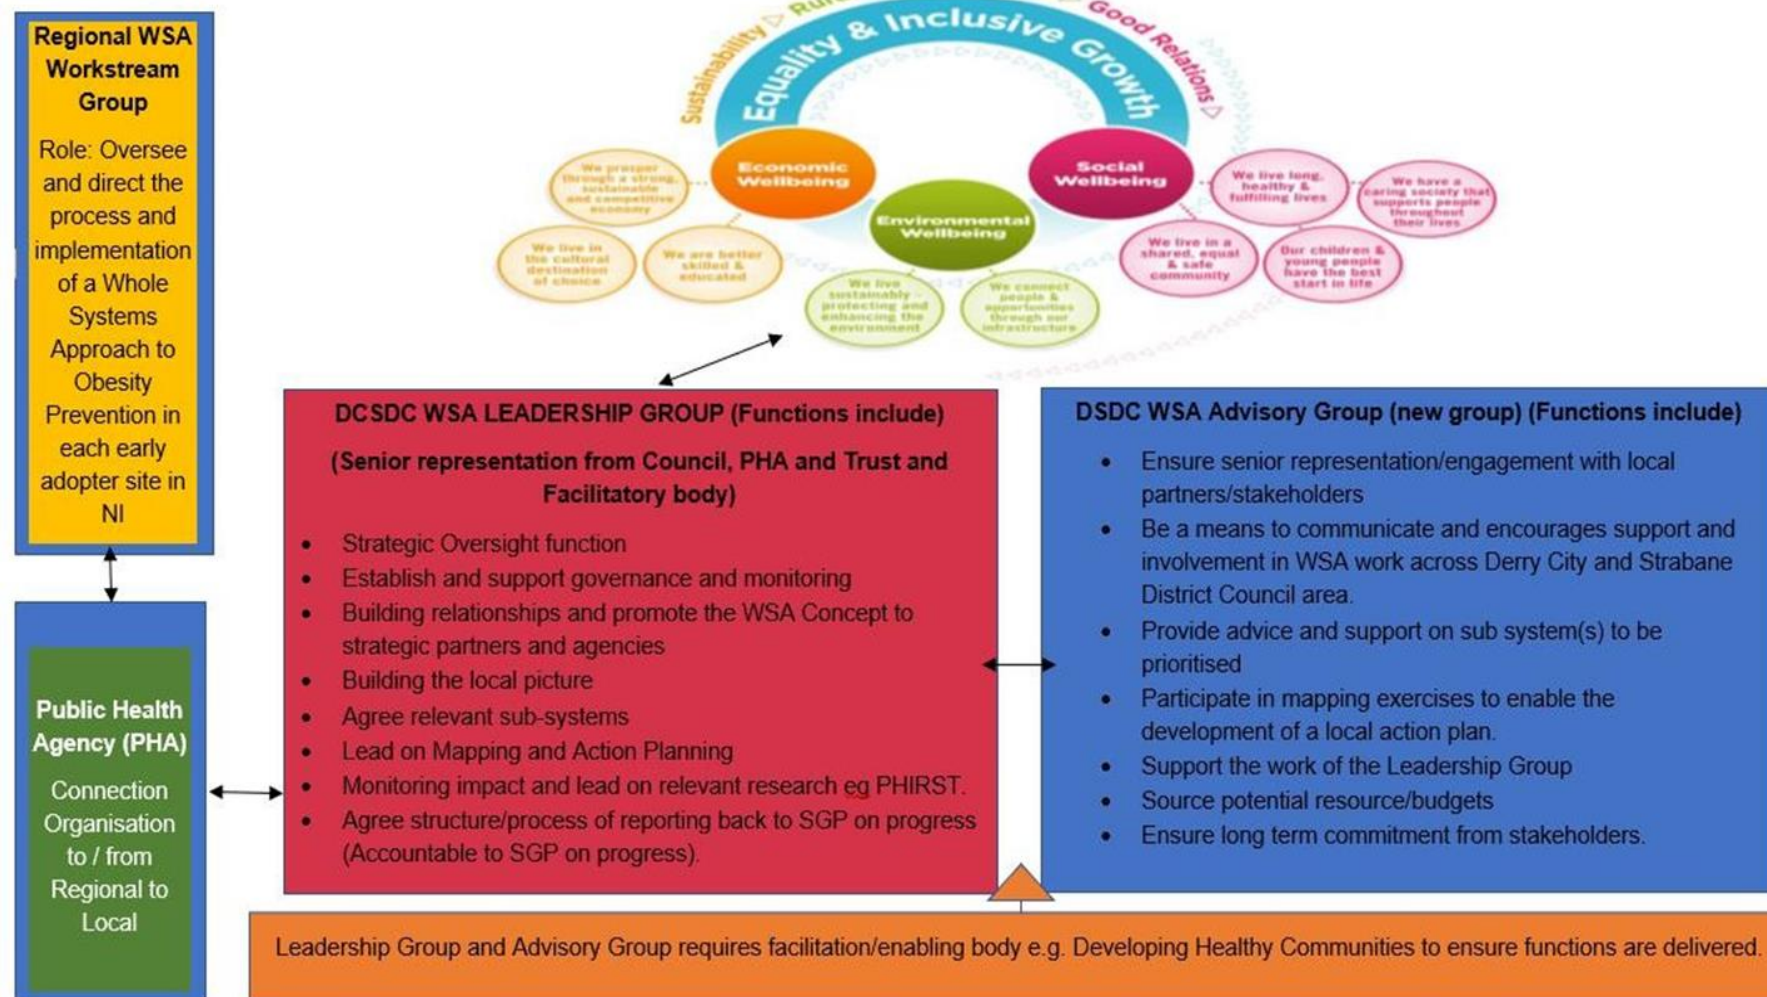 Regional WSA
Workstream
Group
Role: Oversee
and direct the
process and
implementation
of a Whole
Systems
Approach to
Obesity
Prevention in
each early
adopter site in
NI
Public Health
Agency (PHA)
Connection
Organisation
to / from
Regional to
Local
Sustainability
Good Relations
Equality & Inclusive Growth
Economic
Wellbeing
Environmental
Wellbeing
Social
Wellbeing
We prosper
through a strong,
sustainable
and competitive
economy
We live in
the cultural
destination
of choice
We are better
skilled &
educated
We live
sustainably -
protecting and
enhancing the
environment
We connect
people &
opportunities
through our
infrastructure
We live long,
healthy &
fulfilling lives
We have a
caring society that
supports people
throughout
their lives
We live in a
shared, equal
& safe
community
Our children &
young people
have the best
start in life
DCSDC WSA LEADERSHIP GROUP (Functions include)
(Senior representation from Council, PHA and Trust and
Facilitatory body)
• Strategic Oversight function
• Establish and support governance and monitoring
• Building relationships and promote the WSA Concept to
strategic partners and agencies
• Building the local picture
• Agree relevant sub-systems
• Lead on Mapping and Action Planning
• Monitoring impact and lead on relevant research eg PHIRST.
• Agree structure/process of reporting back to SGP on progress
(Accountable to SGP on progress).
DSDC WSA Advisory Group (new group) (Functions include)
• Ensure senior representation/engagement with local
partners/stakeholders
• Be a means to communicate and encourages support and
involvement in WSA work across Derry City and Strabane
District Council area.
• Provide advice and support on sub system(s) to be
prioritised
• Participate in mapping exercises to enable the
development of a local action plan.
• Support the work of the Leadership Group
• Source potential resource/budgets
• Ensure long term commitment from stakeholders.
Leadership Group and Advisory Group requires facilitation/enabling body e.g. Developing Healthy Communities to ensure functions are delivered.